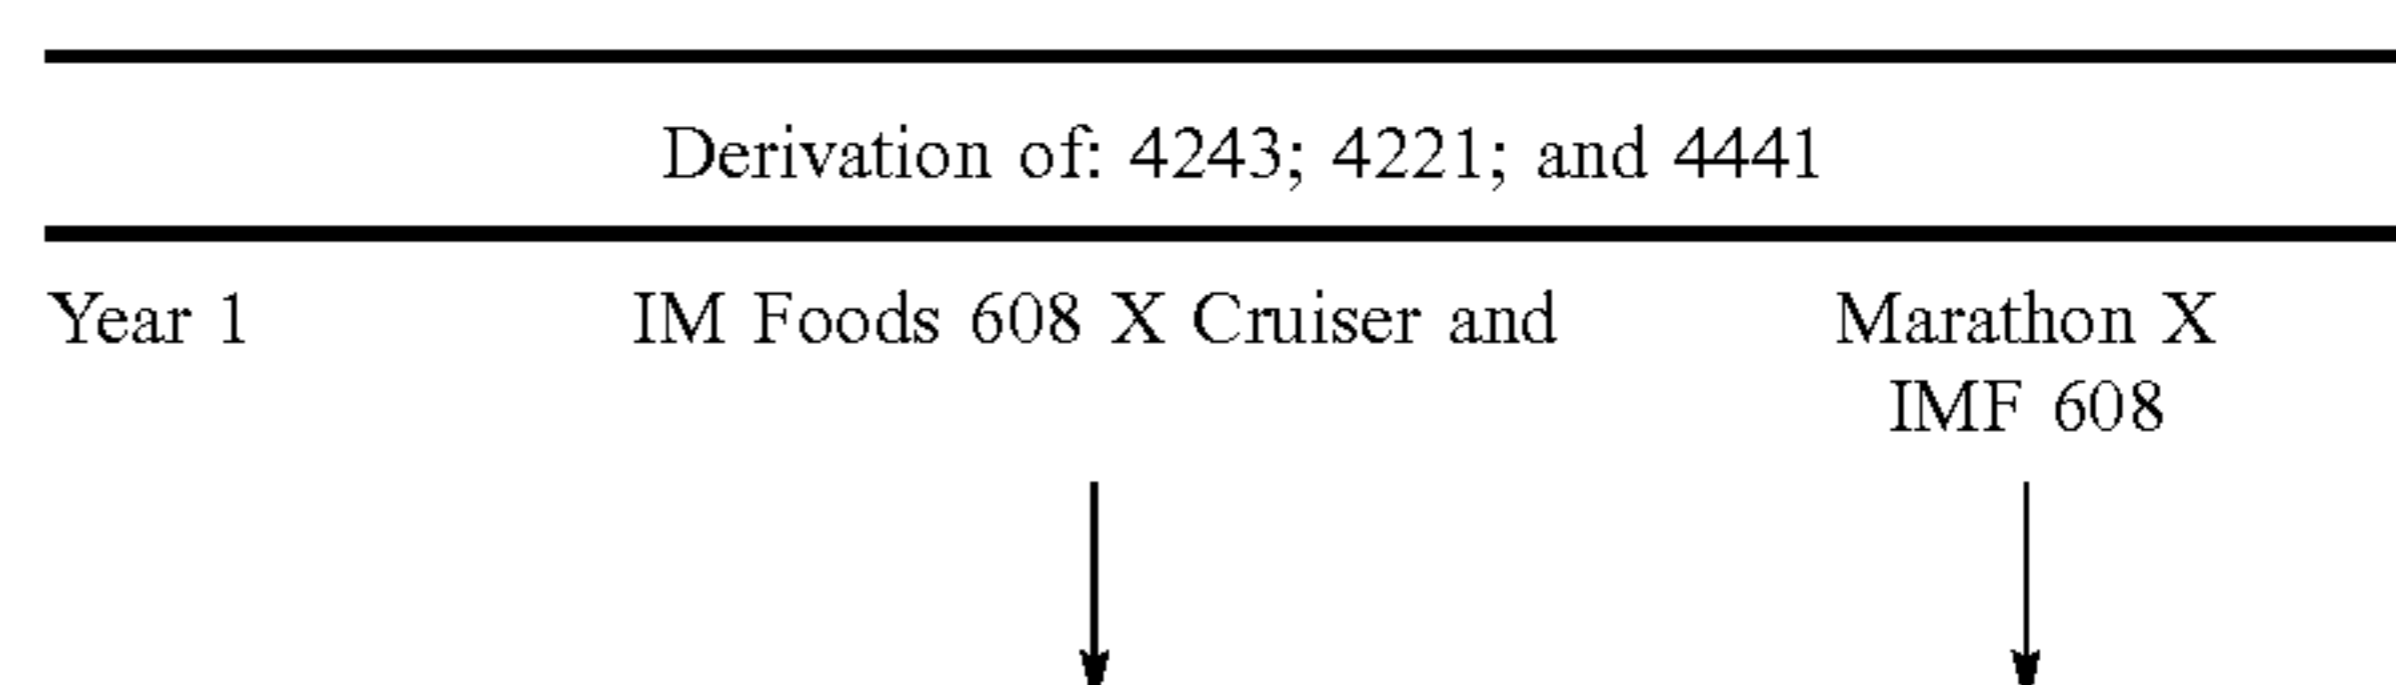 Derivation of: 4243; 4221; and 4441
Year 1 IM Foods 608 X Cruiser and Marathon X
IMF 608